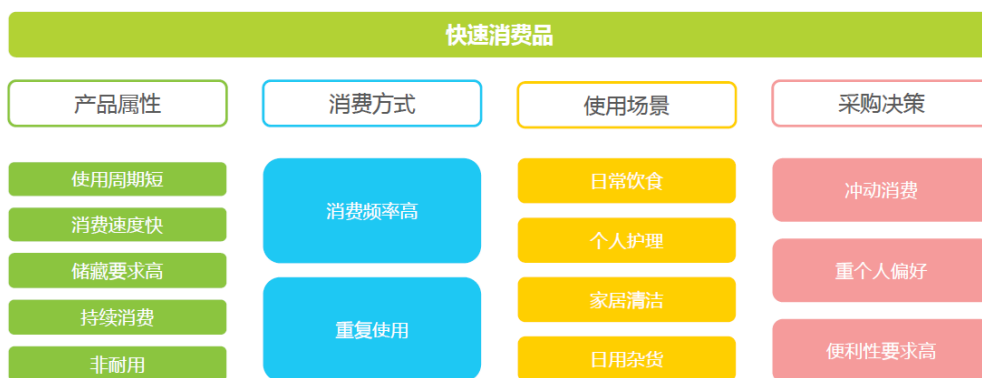 快速消费品
产品属性
消费方式
使用场景
采购决策
使用周期短
消费速度快
储藏要求高
持续消费
非耐用
消费频率高
重复使用
日常饮食
个人护理
家居清洁
日用杂货
冲动消费
重个人偏好
便利性要求高